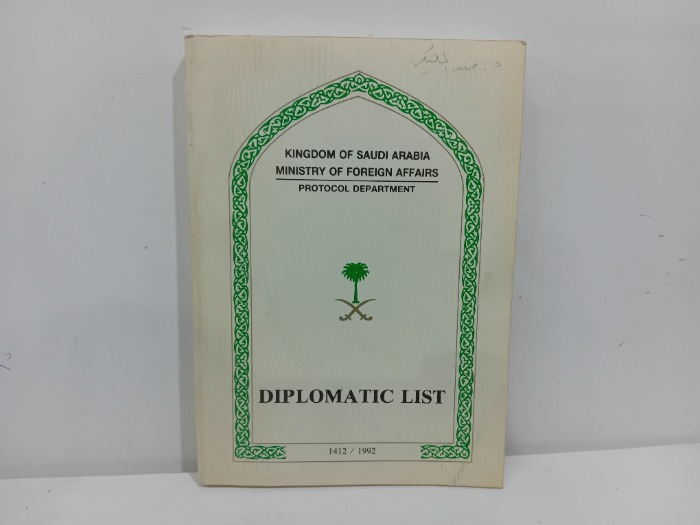 د.
KINGDOM OF SAUDI ARABIA
MINISTRY OF FOREIGN AFFAIRS
PROTOCOL DEPARTMENT
DIPLOMATIC LIST
1412 / 1992